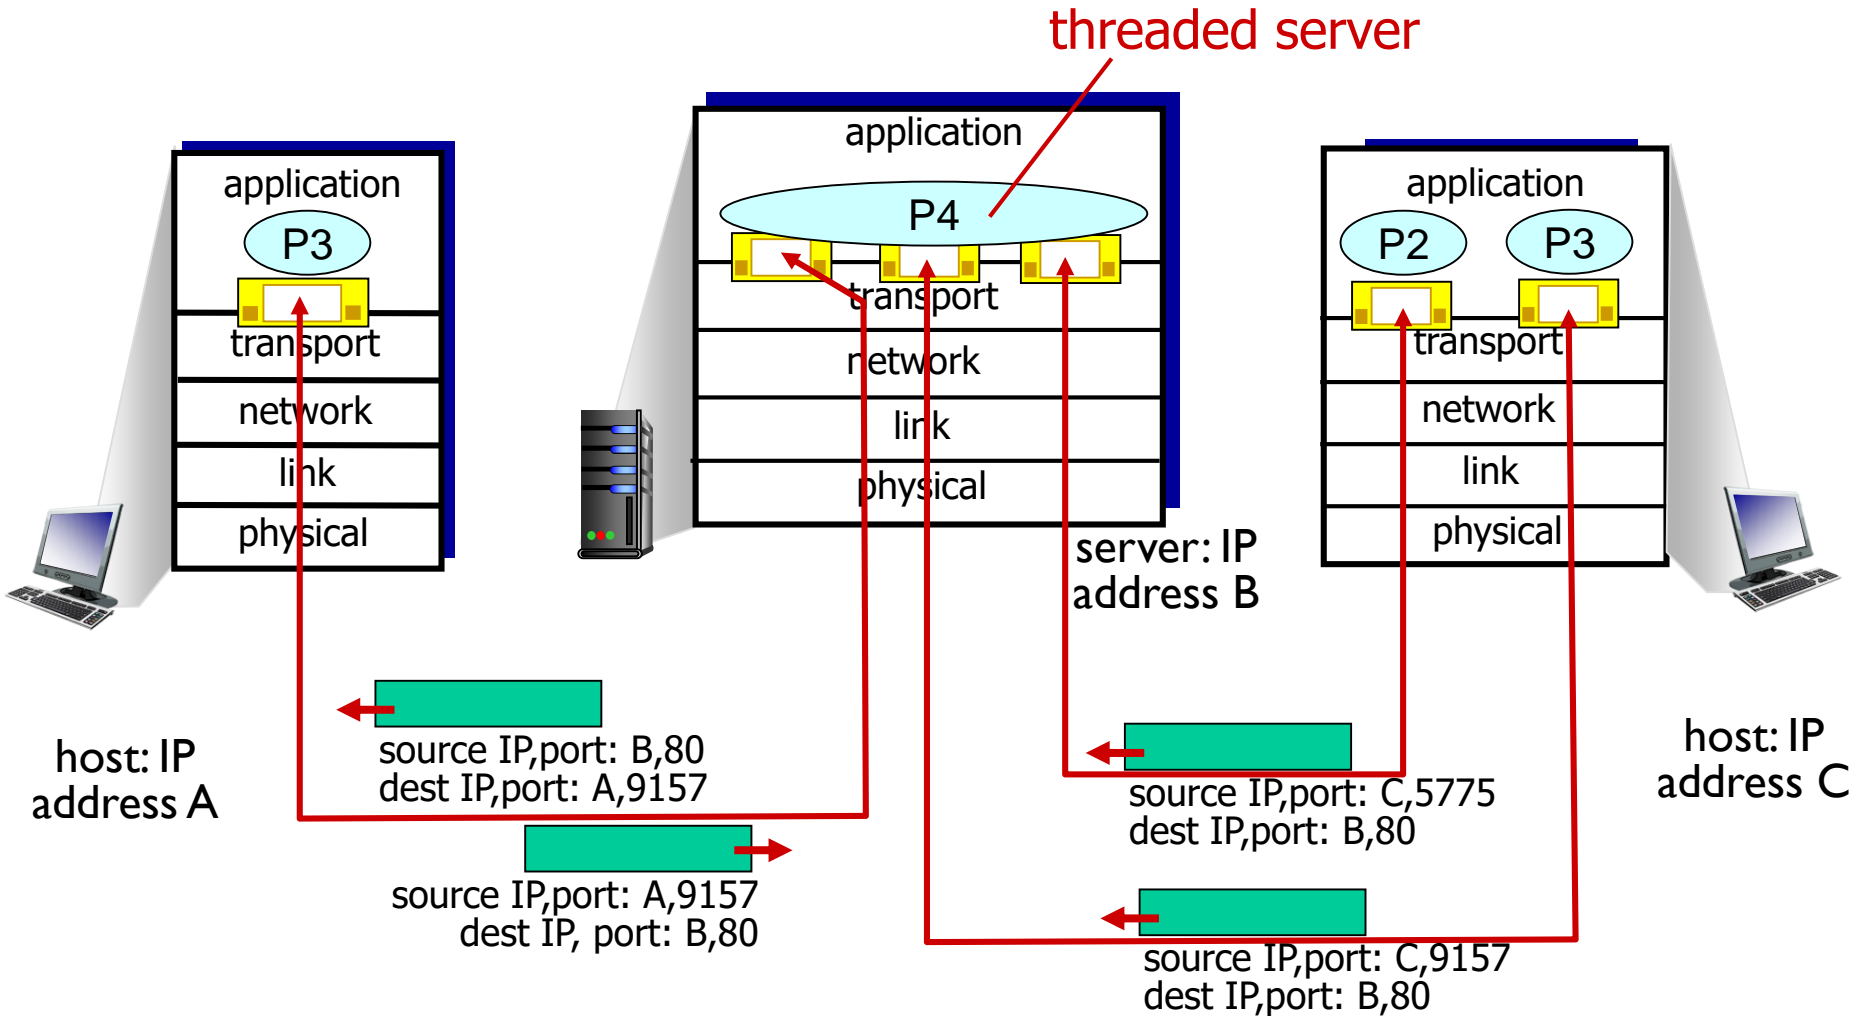 threaded server
application
P3
transport
network
link
physical
application
P4
transport
network
link
physical
application
P2
P3
transport
network
link
physical
server: IP
address B
host: IP
address A
source IP,port: B,80
dest IP,port: A,9157
source IP,port: A,9157
dest IP, port: B,80
source IP,port: C,5775
dest IP,port: B,80
source IP,port: C,9157
dest IP,port: B,80
host: IP
address C